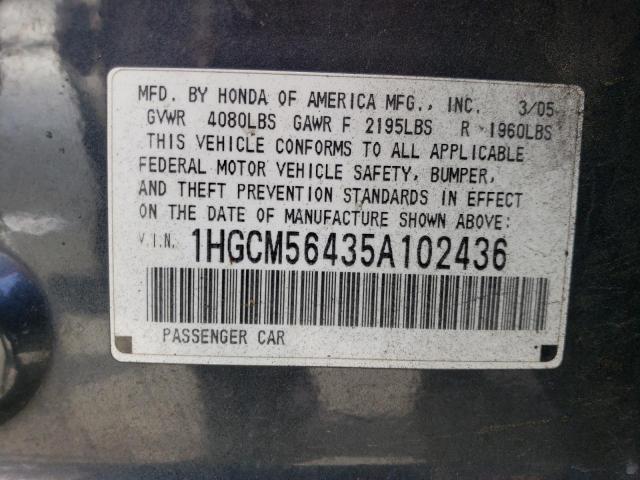 MFD. BY HONDA OF AMERICA MFG., INC. 3/05
GVWR 4080LBS GAWR F 2195LBS R 1960LBS
THIS VEHICLE CONFORMS TO ALL APPLICABLE
FEDERAL MOTOR VEHICLE SAFETY, BUMPER,
AND THEFT PREVENTION STANDARDS IN EFFECT
ON THE DATE OF MANUFACTURE SHOWN ABOVE:
V.I.N. 1HGCM56435A102436
PASSENGER CAR